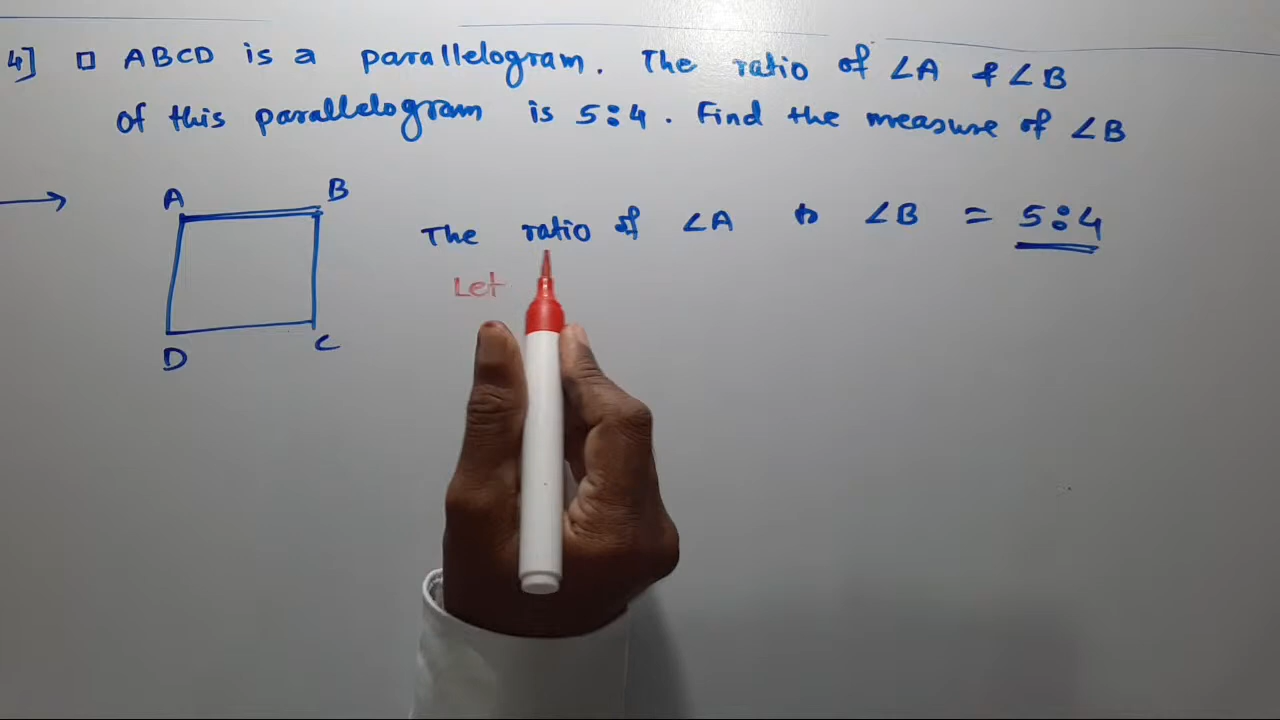 4] □ ABCD is a parallelogram. The ratio of ∠A & ∠B
of this parallelogram is 5:4. Find the measure of ∠B
A B
The ratio of ∠A to ∠B = 5:4
Let
D C